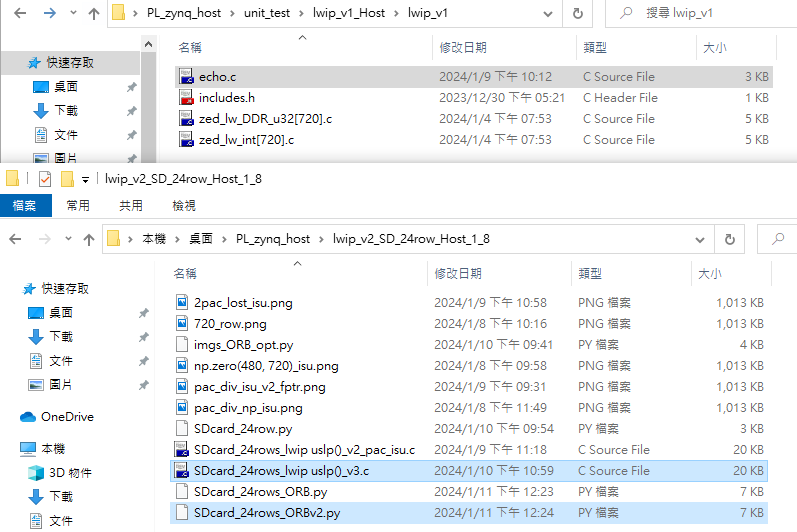 PL_zynq_host › unit_test › lwip_v1_Host › lwip_v1 搜尋 lwip_v1
名稱 修改日期 類型 大小
快速存取
桌面
下載
文件
圖片
echo.c 2024/1/9 下午 10:12 C Source File 3 KB
includes.h 2023/12/30 下午 05:21 C Header File 1 KB
zed_lw_DDR_u32[720].c 2024/1/4 下午 07:53 C Source File 5 KB
zed_lw_int[720].c 2024/1/4 下午 07:53 C Source File 5 KB
lwip_v2_SD_24row_Host_1_8
檔案 常用 共用 檢視
本機 › 桌面 › PL_zynq_host › lwip_v2_SD_24row_Host_1_8
名稱 修改日期 類型 大小
快速存取
桌面
下載
文件
圖片
OneDrive
本機
3D 物件
下載
文件
2pac_lost_isu.png 2024/1/9 下午 10:58 PNG 檔案 1,013 KB
720_row.png 2024/1/8 下午 10:16 PNG 檔案 1,013 KB
imgs_ORB_opt.py 2024/1/10 下午 09:41 PY 檔案 4 KB
np.zero(480, 720)_isu.png 2024/1/8 下午 09:58 PNG 檔案 1,013 KB
pac_div_isu_v2_fptr.png 2024/1/9 下午 09:31 PNG 檔案 1,013 KB
pac_div_np_isu.png 2024/1/8 下午 11:49 PNG 檔案 1,013 KB
SDcard_24row.py 2024/1/10 下午 09:54 PY 檔案 3 KB
SDcard_24rows_lwip uslp()_v2_pac_isu.c 2024/1/9 下午 11:18 C Source File 20 KB
SDcard_24rows_lwip uslp()_v3.c 2024/1/10 下午 10:59 C Source File 20 KB
SDcard_24rows_ORB.py 2024/1/11 下午 12:23 PY 檔案 7 KB
SDcard_24rows_ORBv2.py 2024/1/11 下午 12:24 PY 檔案 7 KB